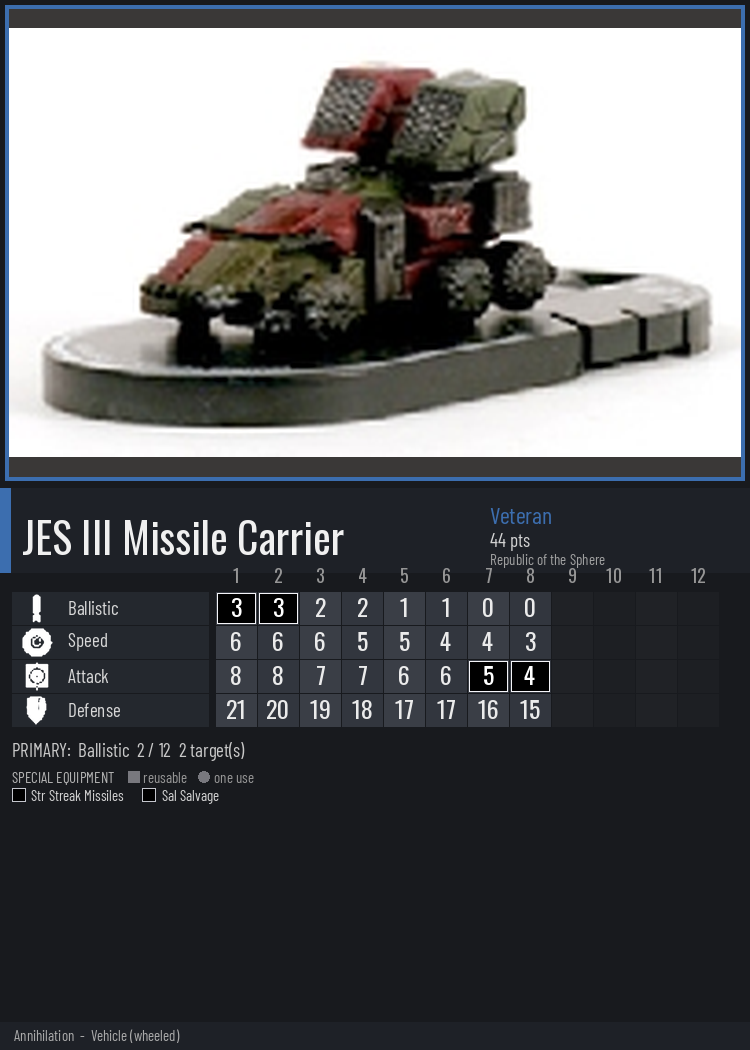 JES III Missile Carrier
Veteran
44 pts
Republic of the Sphere
1 2 3 4 5 6 7 8 9 10 11 12
Ballistic 3 3 2 2 1 1 0 0
Speed 6 6 6 5 5 4 4 3
Attack 8 8 7 7 6 6 5 4
Defense 21 20 19 18 17 17 16 15
PRIMARY: Ballistic 2 / 12 2 target(s)
SPECIAL EQUIPMENT reusable one use
Str Streak Missiles Sal Salvage
Annihilation - Vehicle (wheeled)